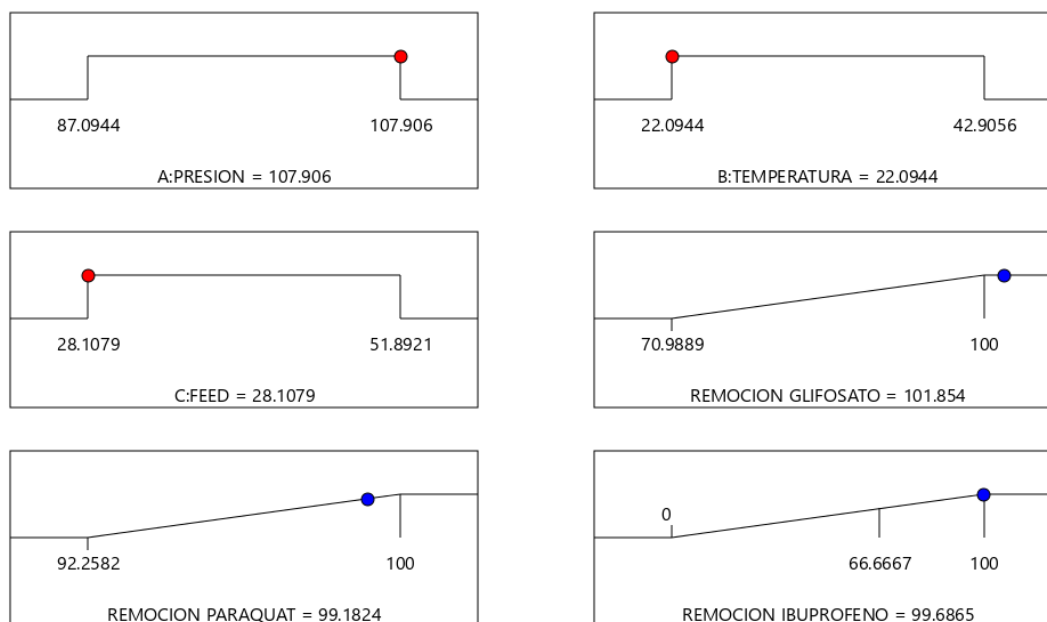 87.0944 107.906
A:PRESION = 107.906
22.0944 42.9056
B:TEMPERATURA = 22.0944
28.1079 51.8921
C:FEED = 28.1079
70.9889 100
REMOCION GLIFOSATO = 101.854
92.2582 100
REMOCION PARAQUAT = 99.1824
0
66.6667 100
REMOCION IBUPROFENO = 99.6865